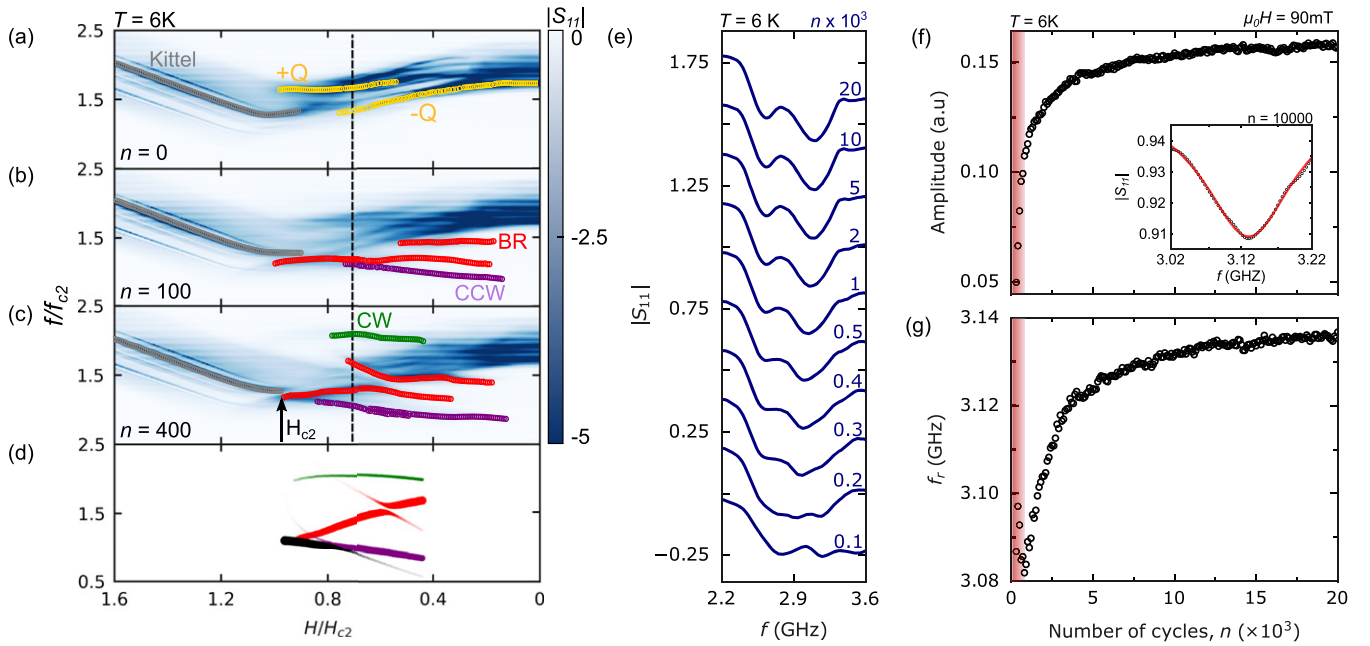 (a)
T = 6K
|S11|
2.5
Kittel
+Q
-Q
1.5
n = 0
0
-2.5
-5
(b)
2.5
1.5
BR
CCW
n = 100
(c)
2.5
CW
1.5
Hc2
n = 400
f/fc2
(d)
2.5
1.5
0.5
1.6
1.2
0.8
0.4
0
H/Hc2
(e)
T = 6 K
n x 10³
1.75
20
10
1.25
5
2
0.75
1
0.5
0.4
0.25
0.3
0.2
0.1
−0.25
|S11|
2.2
2.9
3.6
f (GHz)
(f)
T = 6K
μ0H = 90mT
0.15
0.10
0.05
Amplitude (a.u)
n = 10000
0.94
0.93
0.92
0.91
|S11|
3.02
3.12
3.22
f (GHZ)
(g)
3.14
3.12
3.10
3.08
fr (GHz)
0
5
10
15
20
Number of cycles, n (×10³)